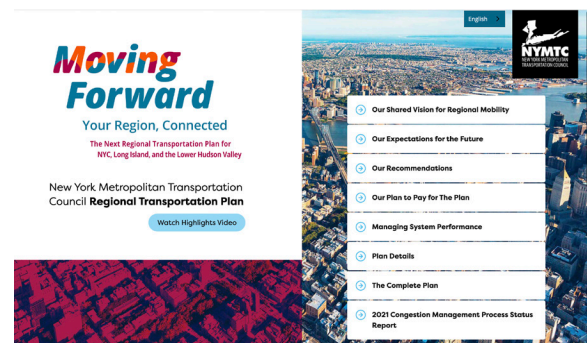 Moving
Forward
Your Region, Connected
The Next Regional Transportation Plan for
NYC, Long Island, and the Lower Hudson Valley
New York Metropolitan Transportation
Council Regional Transportation Plan
Watch Highlights Video
English >
NYMTC
NEW YORK METROPOLITAN
TRANSPORTATION COUNCIL
Our Shared Vision for Regional Mobility
Our Expectations for the Future
Our Recommendations
Our Plan to Pay for The Plan
Managing System Performance
Plan Details
The Complete Plan
2021 Congestion Management Process Status
Report